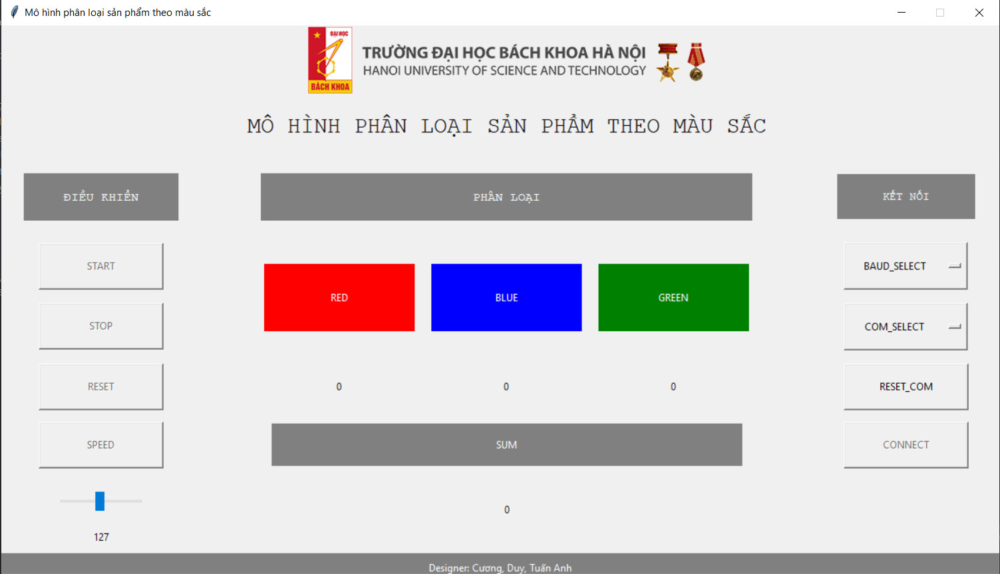 Mô hình phân loại sản phẩm theo màu sắc
ĐẠI HỌC
BÁCH KHOA
TRƯỜNG ĐẠI HỌC BÁCH KHOA HÀ NỘI
HANOI UNIVERSITY OF SCIENCE AND TECHNOLOGY
MÔ HÌNH PHÂN LOẠI SẢN PHẨM THEO MÀU SẮC
ĐIỀU KHIỂN
START
STOP
RESET
SPEED
127
PHÂN LOẠI
RED
BLUE
GREEN
0
0
0
SUM
0
KẾT NỐI
BAUD_SELECT
COM_SELECT
RESET_COM
CONNECT
Designer: Cương, Duy, Tuấn Anh